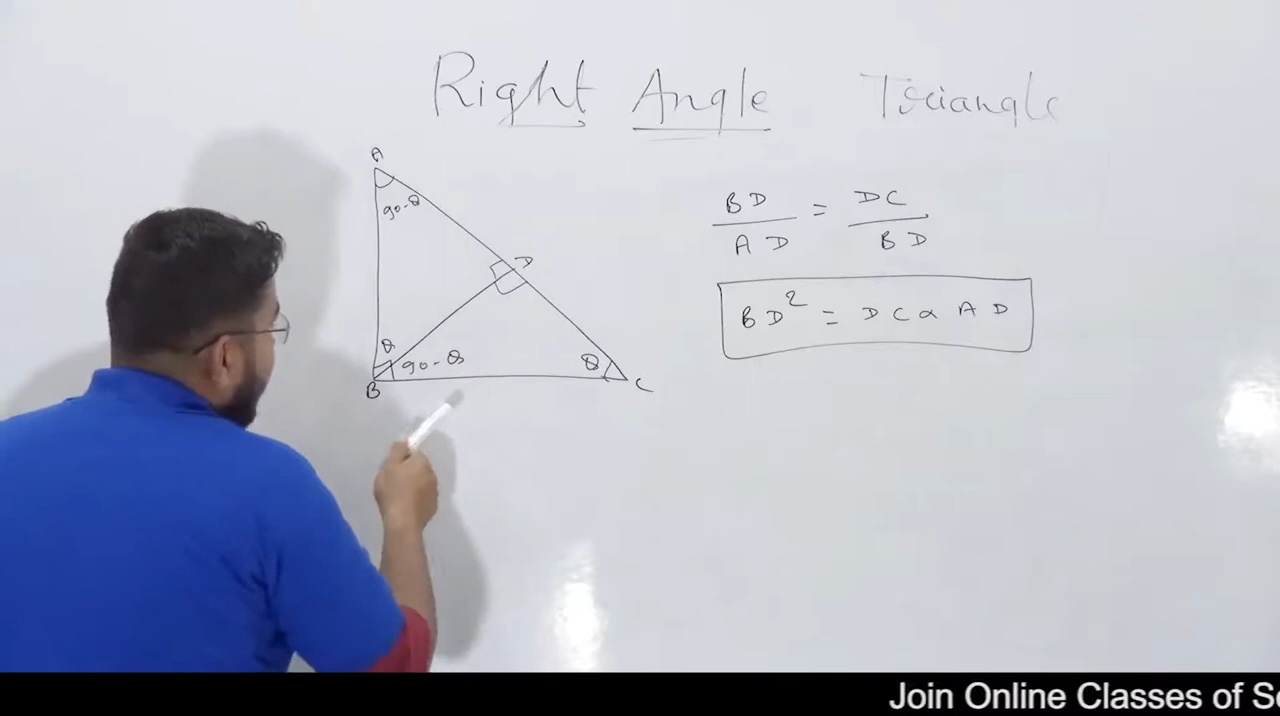 Right Angle Triangle
A
90-θ
D
θ
90-θ
θ
B
C
BD/AD = DC/BD
BD² = DC x AD
Join Online Classes of S